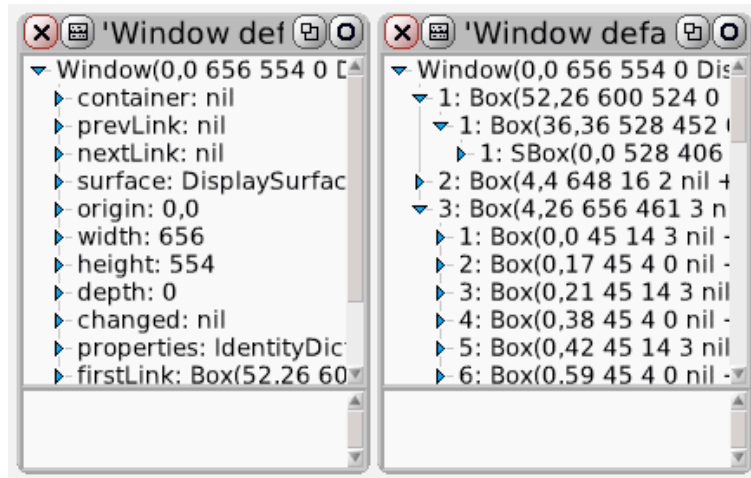 'Window def
Window(0,0 656 554 0
container: nil
prevLink: nil
nextLink: nil
surface: DisplaySurfac
origin: 0,0
width: 656
height: 554
depth: 0
changed: nil
properties: IdentityDic
firstLink: Box(52,26 60
'Window defa
Window(0,0 656 554 0 Dis
1: Box(52,26 600 524 0
1: Box(36,36 528 452
1: SBox(0,0 528 406
2: Box(4,4 648 16 2 nil +
3: Box(4,26 656 461 3 n
1: Box(0,0 45 14 3 nil -
2: Box(0,17 45 4 0 nil -
3: Box(0,21 45 14 3 nil
4: Box(0,38 45 4 0 nil -
5: Box(0,42 45 14 3 nil
6: Box(0,59 45 4 0 nil -